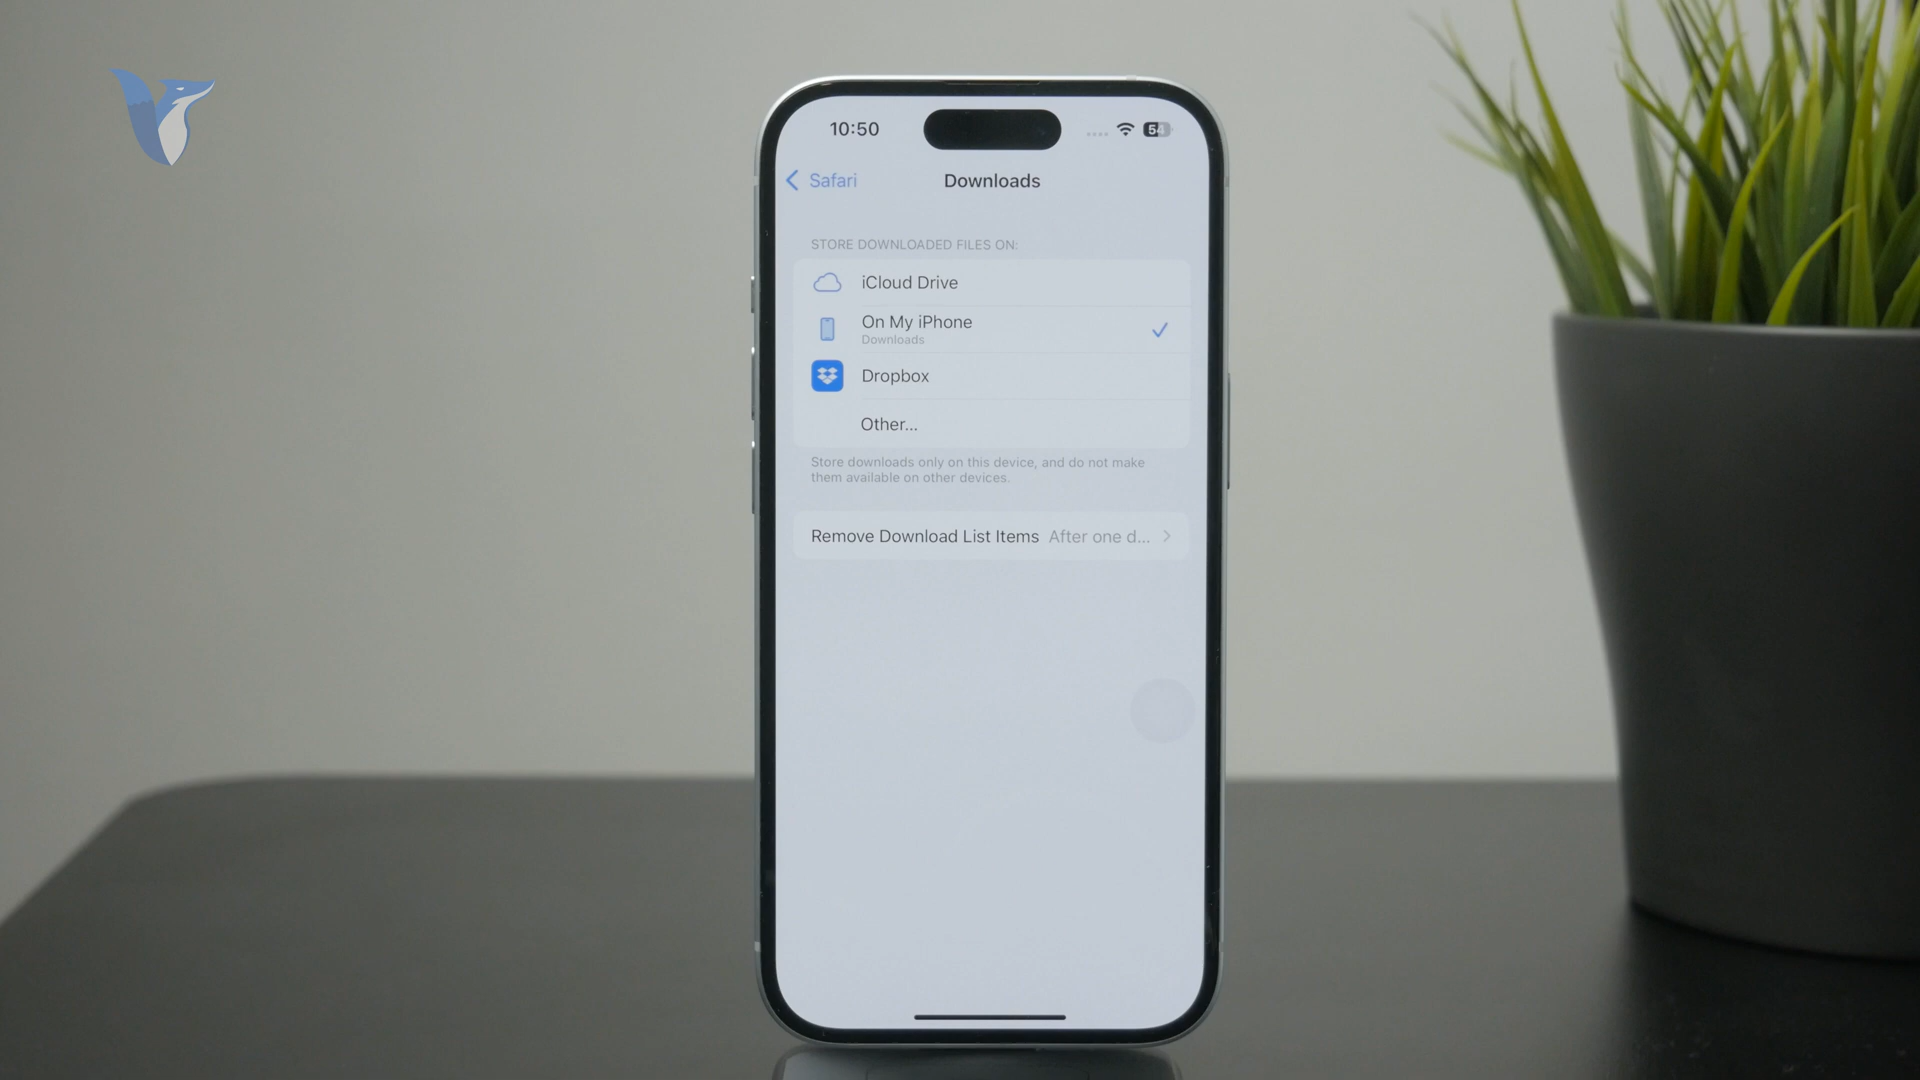 10:50
54
Safari
Downloads
STORE DOWNLOADED FILES ON:
iCloud Drive
On My iPhone
Downloads
Dropbox
Other...
Store downloads only on this device, and do not make
them available on other devices.
Remove Download List Items After one d...